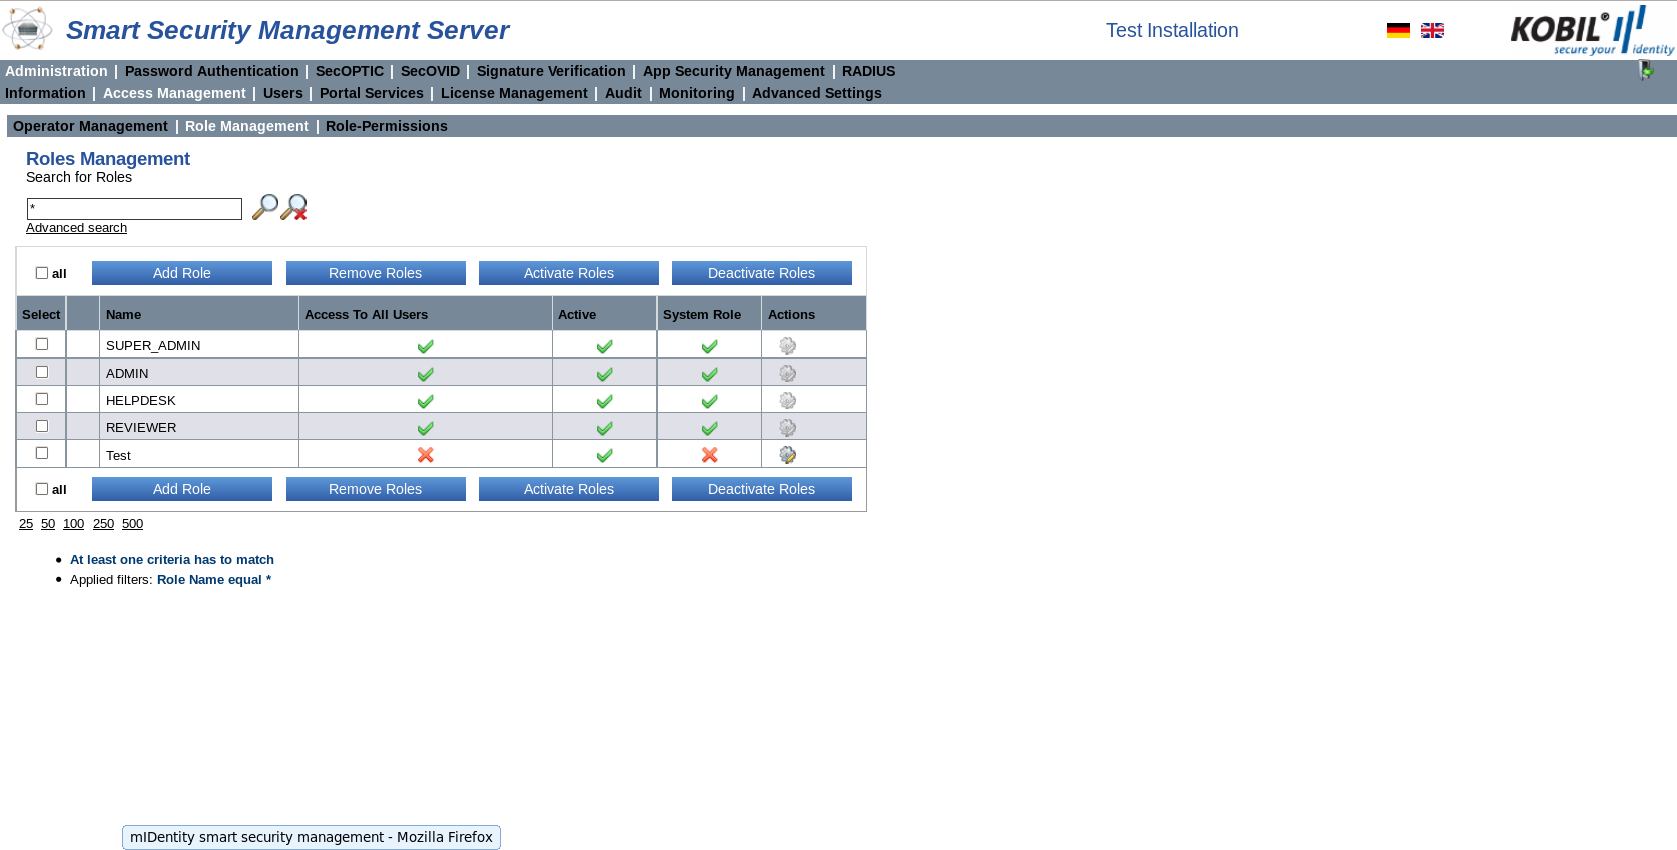 Smart Security Management Server
Test Installation
KOBIL®
secure your identity
Administration | Password Authentication | SecOPTIC | SecOVID | Signature Verification | App Security Management | RADIUS
Information | Access Management | Users | Portal Services | License Management | Audit | Monitoring | Advanced Settings
Operator Management | Role Management | Role-Permissions
Roles Management
Search for Roles
*
Advanced search
all Add Role Remove Roles Activate Roles Deactivate Roles
Select Name Access To All Users Active System Role Actions
SUPER_ADMIN
ADMIN
HELPDESK
REVIEWER
Test
all Add Role Remove Roles Activate Roles Deactivate Roles
25 50 100 250 500
At least one criteria has to match
Applied filters: Role Name equal *
mIDentity smart security management - Mozilla Firefox